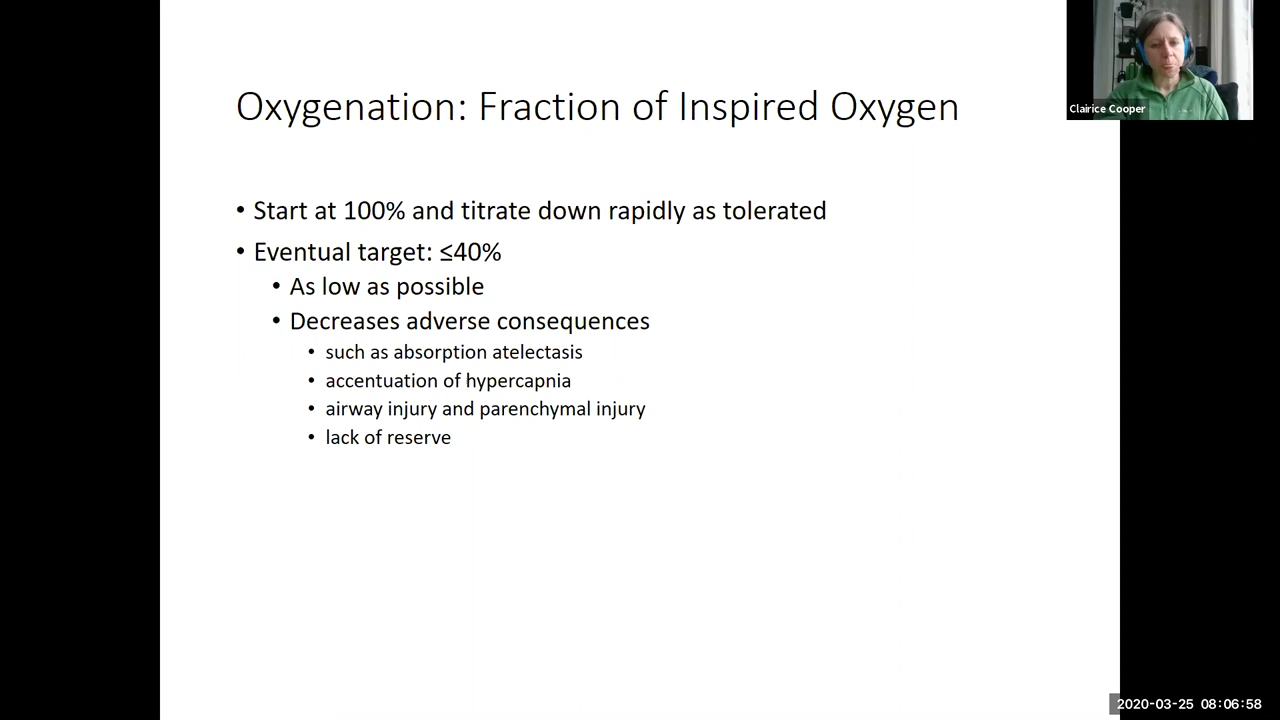 Oxygenation: Fraction of Inspired Oxygen
Clairice Cooper
• Start at 100% and titrate down rapidly as tolerated
• Eventual target: ≤40%
• As low as possible
• Decreases adverse consequences
• such as absorption atelectasis
• accentuation of hypercapnia
• airway injury and parenchymal injury
• lack of reserve
2020-03-25 08:06:58